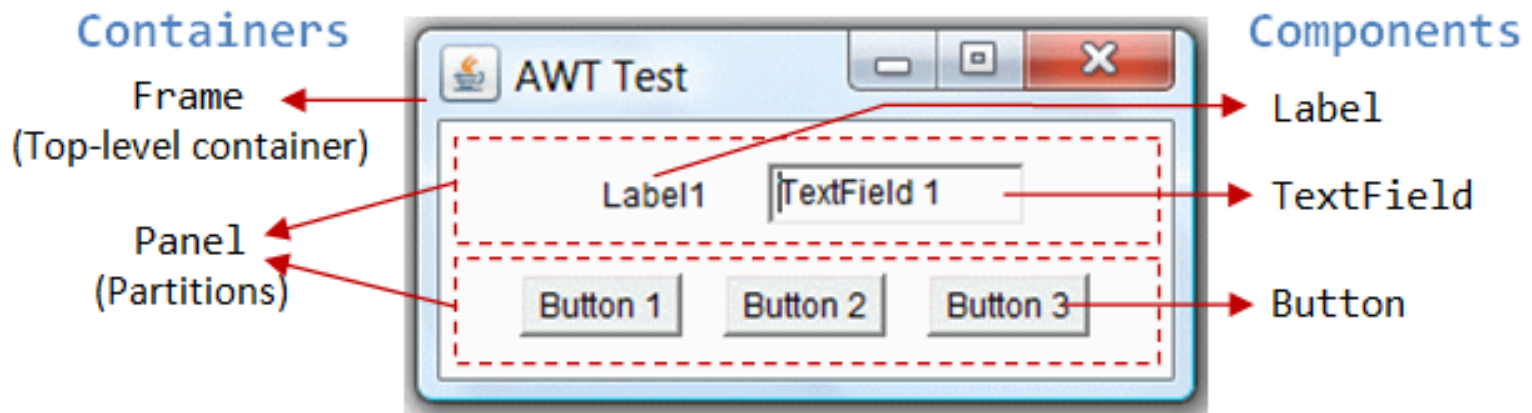 Containers
Components
AWT Test
Frame
(Top-level container)
Label
Label1
TextField 1
TextField
Panel
(Partitions)
Button 1
Button 2
Button 3
Button